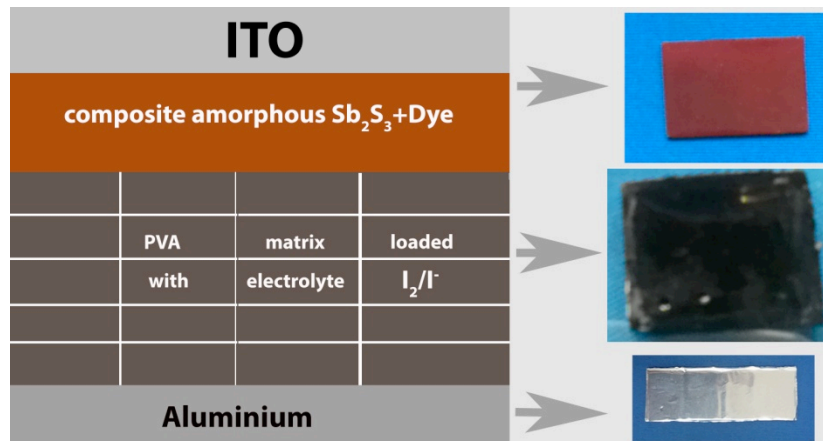 ITO
composite amorphous Sb₂S₃+Dye
PVA matrix loaded
with electrolyte I₂/I⁻
Aluminium